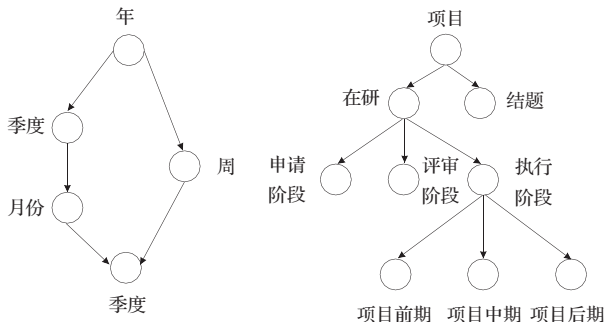 年
季度
周
月份
季度
项目
在研
结题
申请
阶段
评审
阶段
执行
阶段
项目前期
项目中期
项目后期